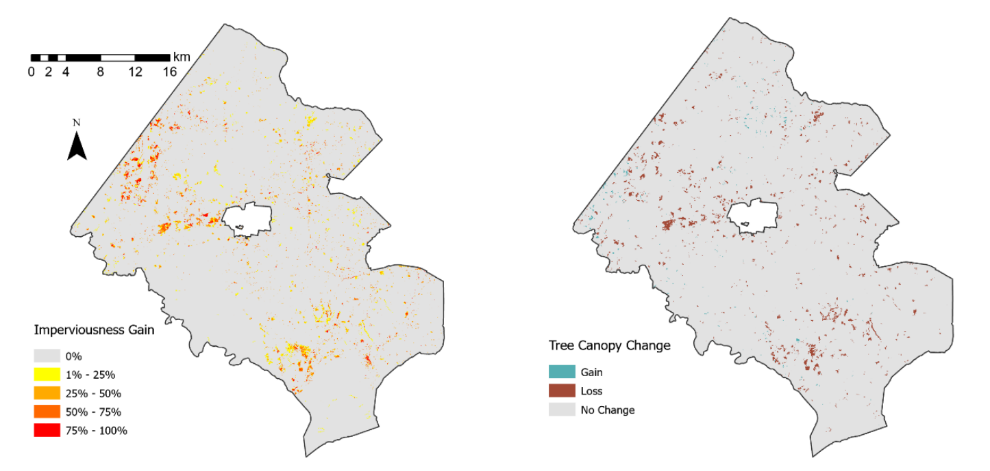 km
0 2 4 8 12 16
N
Imperviousness Gain
0%
1% - 25%
25% - 50%
50% - 75%
75% - 100%
Tree Canopy Change
Gain
Loss
No Change